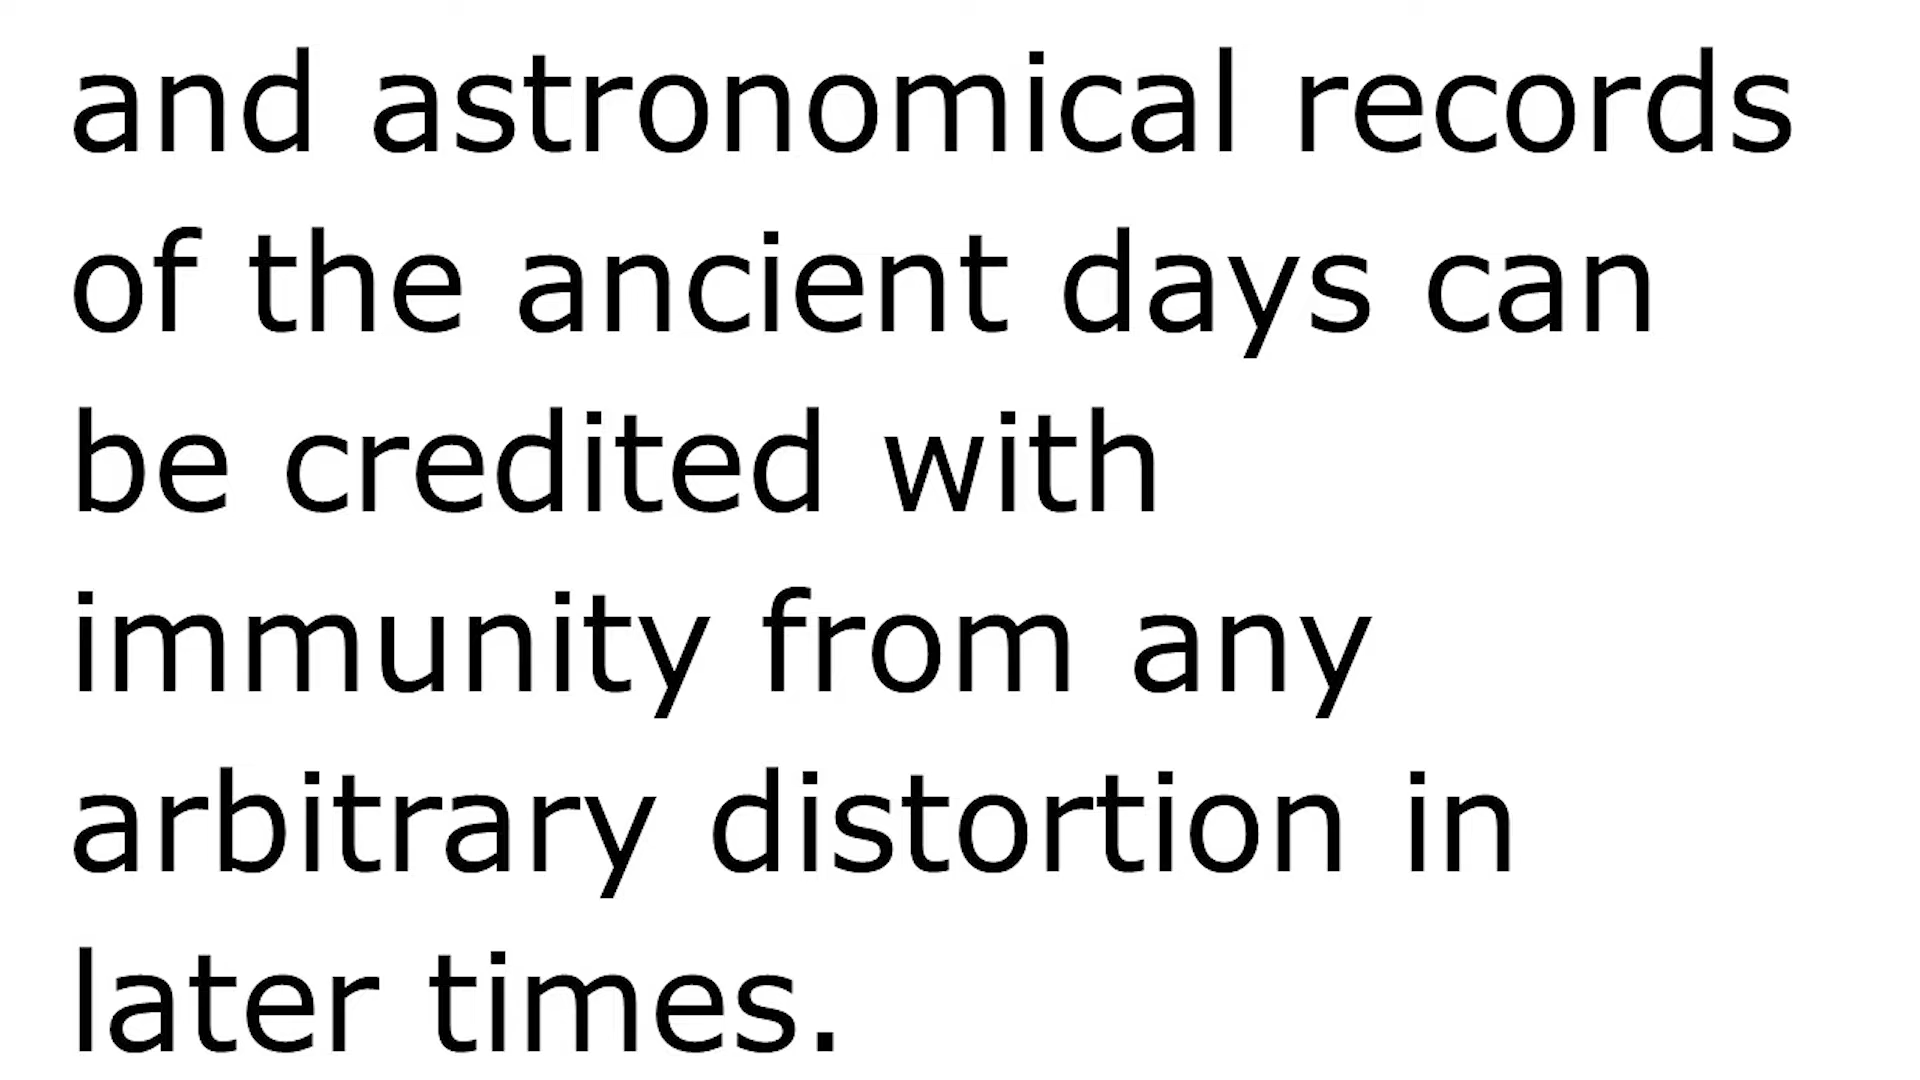 and astronomical records
of the ancient days can
be credited with
immunity from any
arbitrary distortion in
later times.